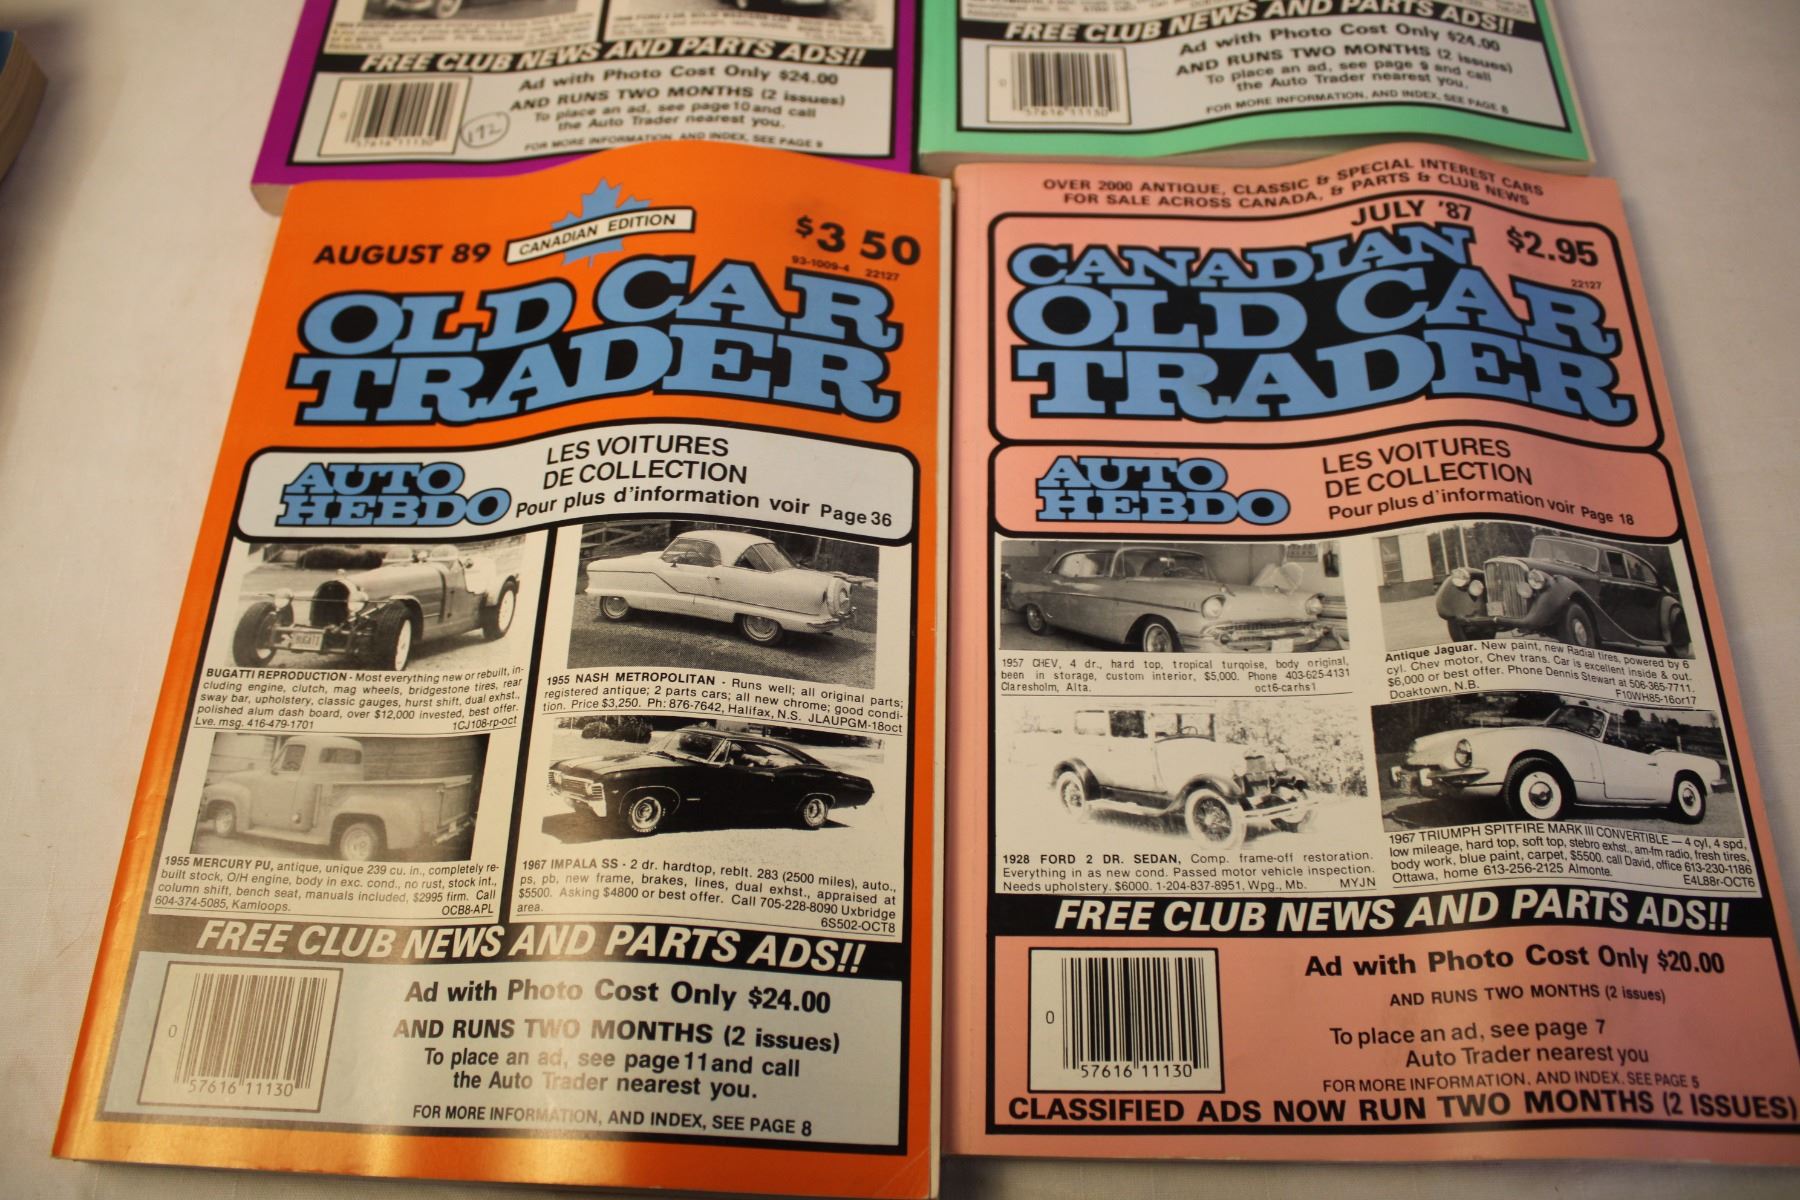 FREE CLUB NEWS AND PARTS ADS!!
Ad with Photo Cost Only $24.00
AND RUNS TWO MONTHS (2 issues)
To place an ad, see page 10 and call
the Auto Trader nearest you.
FOR MORE INFORMATION, AND INDEX, SEE PAGE 9
0
57616 11130
172
FREE CLUB NEWS AND PARTS ADS!!
Ad with Photo Cost Only $24.00
AND RUNS TWO MONTHS (2 issues)
To place an ad, see page 9 and call
the Auto Trader nearest you.
FOR MORE INFORMATION, AND INDEX, SEE PAGE 8
0
57616 11130
AUGUST 89
CANADIAN EDITION
$3 50
93-1009-4 22127
OLD CAR
TRADER
AUTO
HEBDO
LES VOITURES
DE COLLECTION
Pour plus d'information voir Page 36
BUGATTI
BUGATTI REPRODUCTION - Most everything new or rebuilt, in-
cluding engine, clutch, mag wheels, bridgestone tires, rear
sway bar, upholstery, classic gauges, hurst shift, dual exhst.,
polished alum dash board, over $12,000 invested, best offer.
Lve. msg. 416-479-1701 1CJ108-rp-oct
1955 NASH METROPOLITAN - Runs well; all original parts;
registered antique; 2 parts cars; all new chrome; good condi-
tion. Price $3,250. Ph: 876-7642, Halifax, N.S. JLAUPGM-18oct
1955 MERCURY PU, antique, unique 239 cu. in., completely re-
built stock, O/H engine, body in exc. cond., no rust, stock int.,
column shift, bench seat, manuals included, $2995 firm. Call
604-374-5085, Kamloops. OCB8-APL
1967 IMPALA SS - 2 dr. hardtop, reblt. 283 (2500 miles), auto.,
ps, pb, new frame, brakes, lines, dual exhst., appraised at
$5500. Asking $4800 or best offer. Call 705-228-8090 Uxbridge
area. 6S502-OCT8
FREE CLUB NEWS AND PARTS ADS!!
0
57616 11130
Ad with Photo Cost Only $24.00
AND RUNS TWO MONTHS (2 issues)
To place an ad, see page 11 and call
the Auto Trader nearest you.
FOR MORE INFORMATION, AND INDEX, SEE PAGE 8
OVER 2000 ANTIQUE, CLASSIC & SPECIAL INTEREST CARS
FOR SALE ACROSS CANADA, & PARTS & CLUB NEWS
JULY '87
$2.95
22127
CANADIAN
OLD CAR
TRADER
AUTO
HEBDO
LES VOITURES
DE COLLECTION
Pour plus d'information voir Page 18
1957 CHEV, 4 dr., hard top, tropical turqoise, body original,
been in storage, custom interior, $5,000. Phone 403-625-4131
Claresholm, Alta. oct6-carhs1
Antique Jaguar. New paint, new Radial tires, powered by 6
cyl. Chev motor, Chev trans. Car is excellent inside & out.
$6,000 or best offer. Phone Dennis Stewart at 506-365-7711.
Doaktown, N.B. F10WH85-16or17
1928 FORD 2 DR. SEDAN, Comp. frame-off restoration.
Everything in as new cond. Passed motor vehicle inspection.
Needs upholstery. $6000. 1-204-837-8951, Wpg., Mb. MYJN
1967 TRIUMPH SPITFIRE MARK III CONVERTIBLE — 4 cyl, 4 spd,
low mileage, hard top, soft top, stebro exhst., am-fm radio, fresh tires,
body work, blue paint, carpet, $5500. call David, office 613-230-1186
Ottawa, home 613-256-2125 Almonte. E4L88r-OCT6
FREE CLUB NEWS AND PARTS ADS!!
0
57616 11130
Ad with Photo Cost Only $20.00
AND RUNS TWO MONTHS (2 issues)
To place an ad, see page 7
Auto Trader nearest you
FOR MORE INFORMATION, AND INDEX. SEE PAGE 5
CLASSIFIED ADS NOW RUN TWO MONTHS (2 ISSUES)